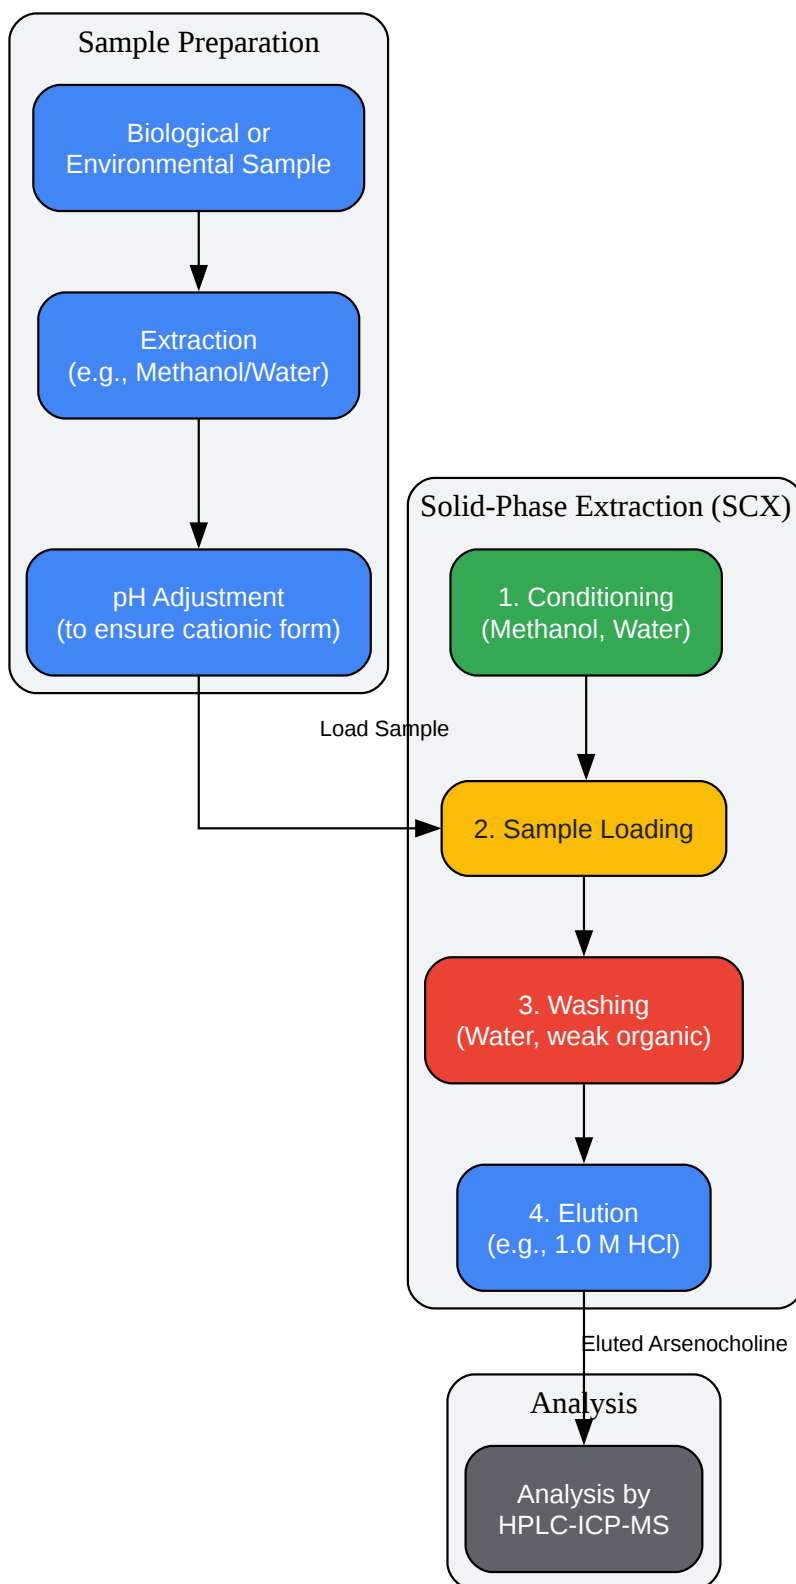 Sample Preparation
Biological or
Environmental Sample
Extraction
(e.g., Methanol/Water)
pH Adjustment
(to ensure cationic form)
Load Sample
Solid-Phase Extraction (SCX)
1. Conditioning
(Methanol, Water)
2. Sample Loading
3. Washing
(Water, weak organic)
4. Elution
(e.g., 1.0 M HCl)
Eluted Arsenocholine
Analysis
Analysis by
HPLC-ICP-MS